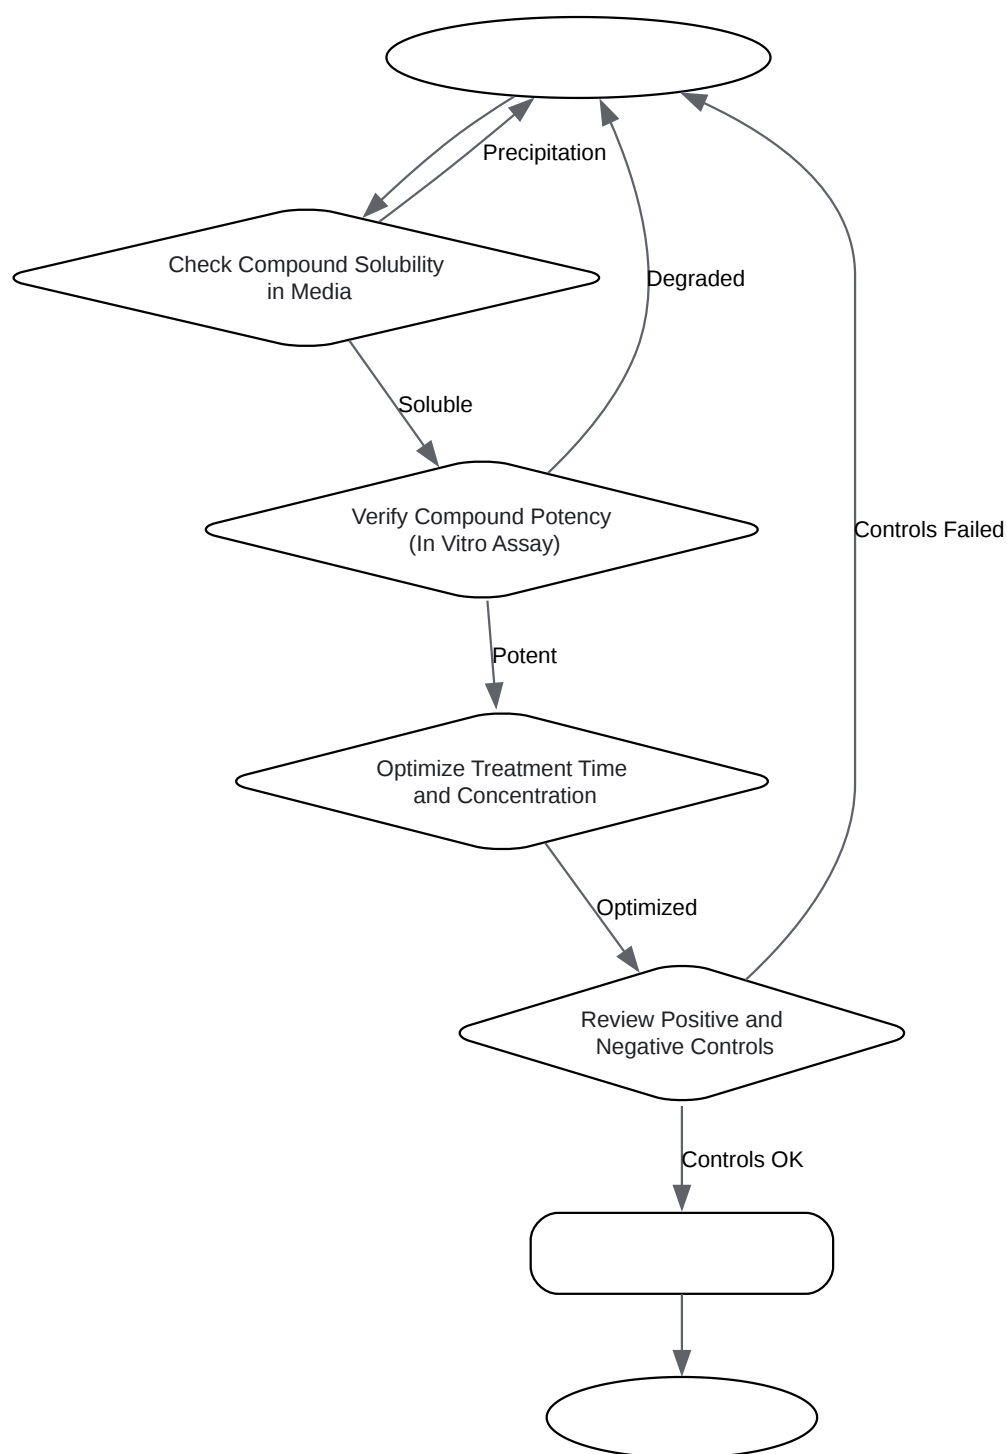 Precipitation
Check Compound Solubility
in Media
Degraded
Soluble
Verify Compound Potency
(In Vitro Assay)
Controls Failed
Potent
Optimize Treatment Time
and Concentration
Optimized
Review Positive and
Negative Controls
Controls OK